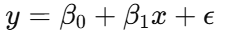 y = β₀ + β₁x + ϵ